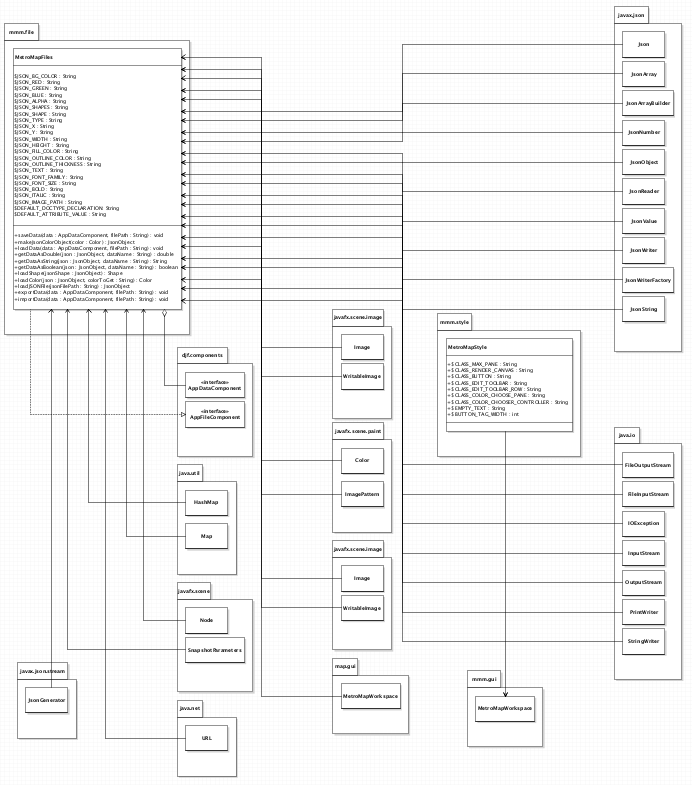 mmm.file
MetroMapFiles
$JSON_BG_COLOR : String
$JSON_RED : String
$JSON_GREEN : String
$JSON_BLUE : String
$JSON_ALPHA : String
$JSON_SHAPES : String
$JSON_SHAPE : String
$JSON_TYPE : String
$JSON_X : String
$JSON_Y : String
$JSON_WIDTH : String
$JSON_HEIGHT : String
$JSON_FILL_COLOR : String
$JSON_OUTLINE_COLOR : String
$JSON_OUTLINE_THICKNESS : String
$JSON_TEXT : String
$JSON_FONT_FAMILY : String
$JSON_FONT_SIZE : String
$JSON_BOLD : String
$JSON_ITALIC : String
$JSON_IMAGE_PATH : String
$DEFAULT_DOCTYPE_DECLARATION : String
$DEFAULT_ATTRIBUTE_VALUE : String
+saveData(data : AppDataComponent, filePath : String) : void
+makeJsonColorObject(color : Color) : JsonObject
+loadData(data : AppDataComponent, filePath : String) : void
+getDataAsDouble(json : JsonObject, dataName : String) : double
+getDataAsString(json : JsonObject, dataName : String) : String
+getDataAsBoolean(json : JsonObject, dataName : String) : boolean
+loadShape(jsonShape : JsonObject) : Shape
+loadColor(json : JsonObject, colorToGet : String) : Color
+loadJSONFile(jsonFilePath : String) : JsonObject
+exportData(data : AppDataComponent, filePath : String) : void
+importData(data : AppDataComponent, filePath : String) : void
djf.components
«interface»
AppDataComponent
«interface»
AppFileComponent
java.util
HashMap
Map
javafx.scene
Node
SnapshotParameters
javax.json.stream
JsonGenerator
java.net
URL
javafx.scene.image
Image
WritableImage
javafx.scene.paint
Color
ImagePattern
javafx.scene.image
Image
WritableImage
map.gui
MetroMapWorkspace
mmm.style
MetroMapStyle
+$CLASS_MAX_PANE : String
+$CLASS_RENDER_CANVAS : String
+$CLASS_BUTTON : String
+$CLASS_EDIT_TOOLBAR : String
+$CLASS_EDIT_TOOLBAR_ROW : String
+$CLASS_COLOR_CHOOSE_PANE : String
+$CLASS_COLOR_CHOOSER_CONTROLLER : String
+$EMPTY_TEXT : String
+$BUTTON_TAG_WIDTH : int
mmm.gui
MetroMapWorkspace
javax.json
Json
JsonArray
JsonArrayBuilder
JsonNumber
JsonObject
JsonReader
JsonValue
JsonWriter
JsonWriterFactory
JsonString
java.io
FileOutputStream
FileInputStream
IOException
InputStream
OutputStream
PrintWriter
StringWriter